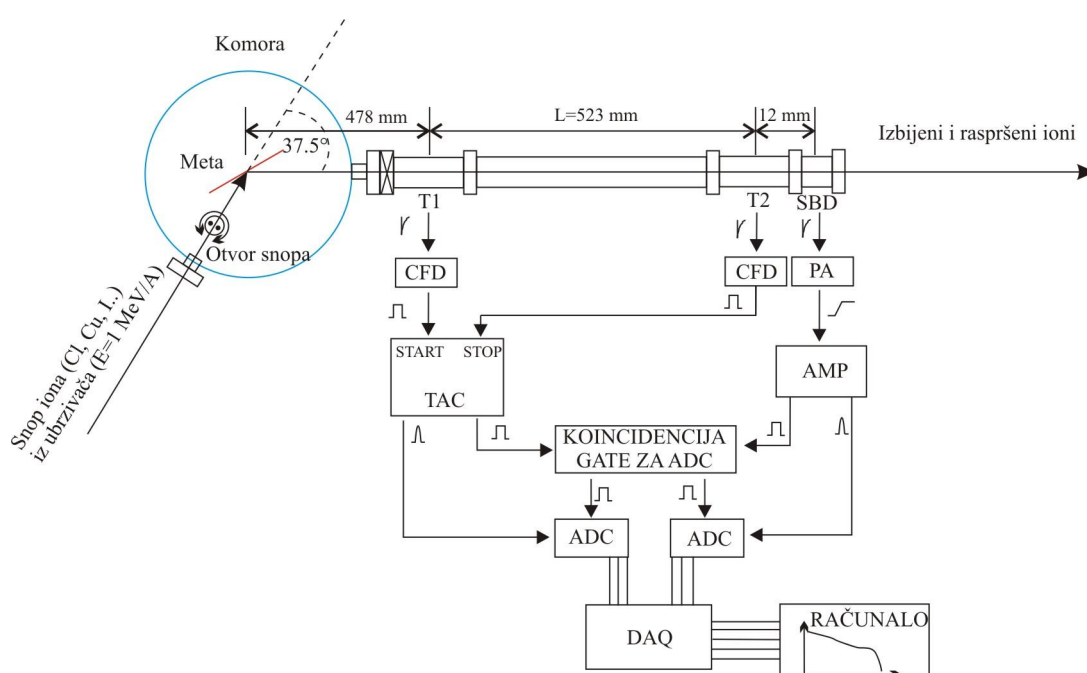 Komora
478 mm
L=523 mm
12 mm
Izbijeni i raspršeni ioni
37.5°
Meta
T1
T2
SBD
Otvor snopa
Snop iona (Cl, Cu, I..)
iz ubrzivača (E=1 MeV/A)
CFD
CFD
PA
START
STOP
TAC
AMP
KOINCIDENCIJA
GATE ZA ADC
ADC
ADC
DAQ
RAČUNALO